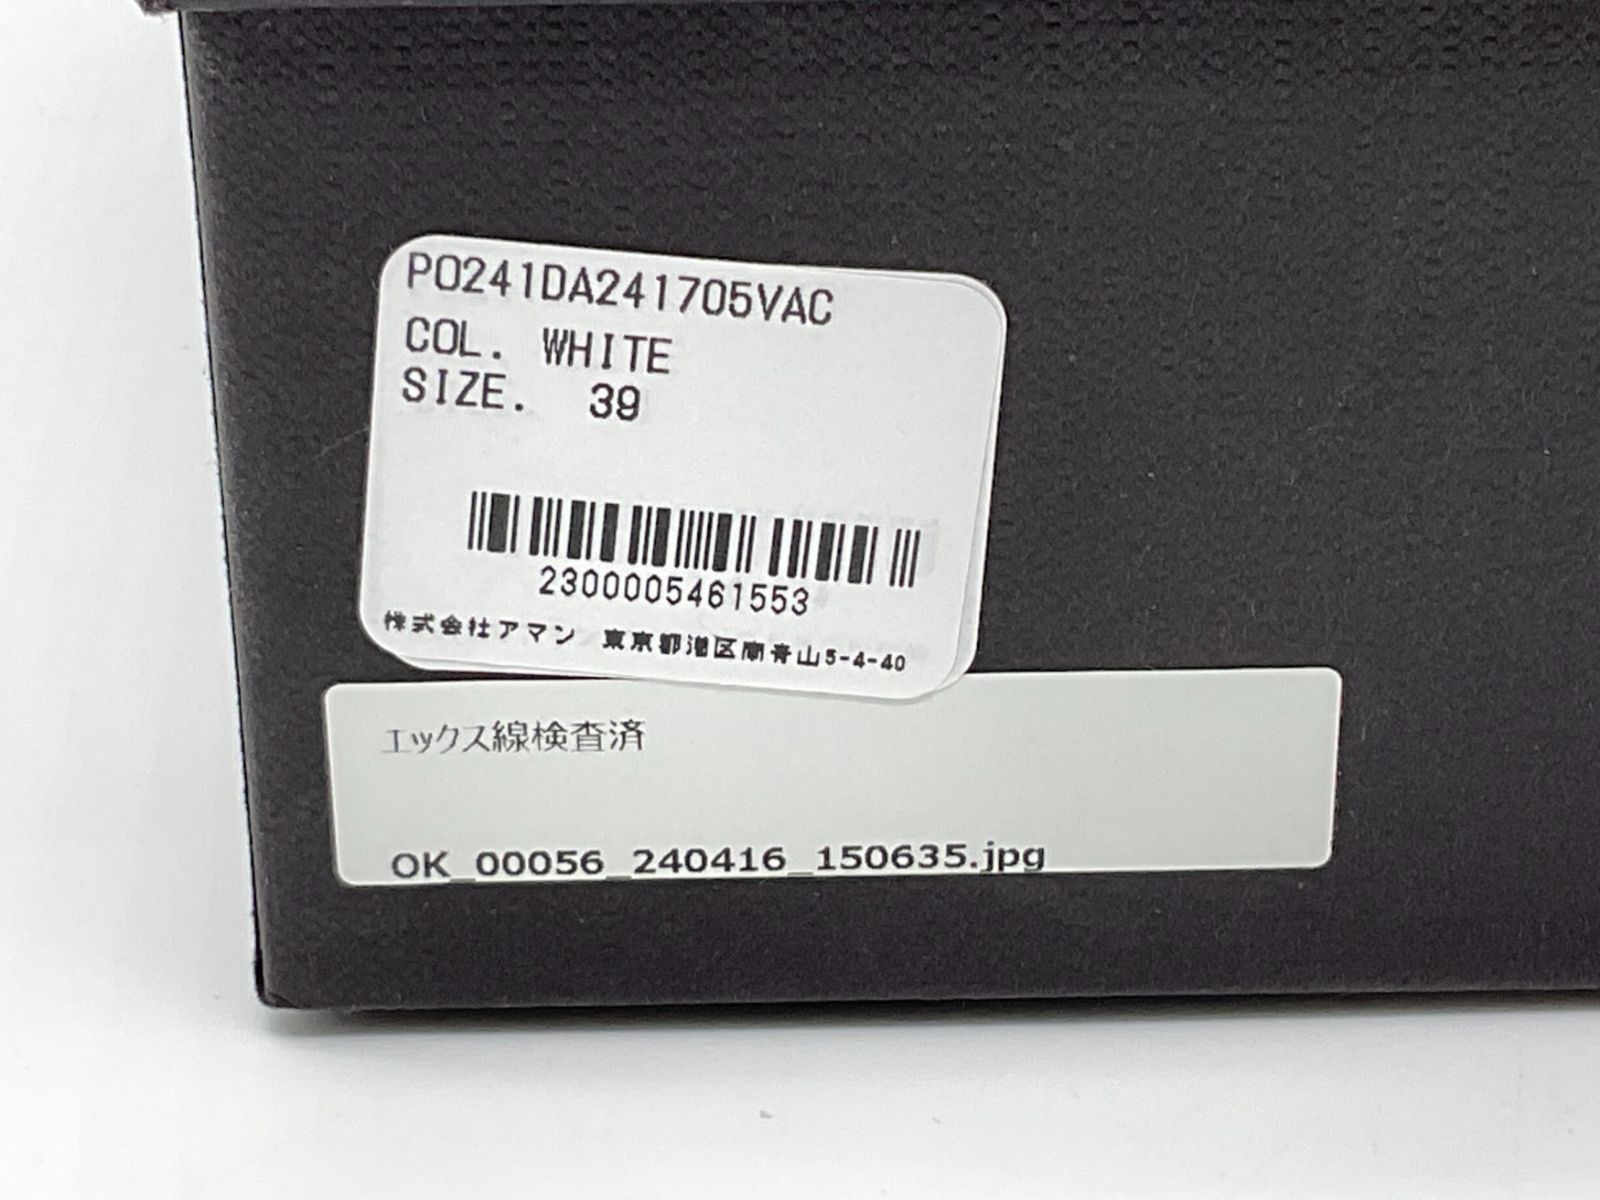 PO241DA241705VAC
COL. WHITE
SIZE. 39
2300005461553
株式会社アマン 東京都港区南青山5-4-40
エックス線検査済
OK_00056_240416_150635.jpg